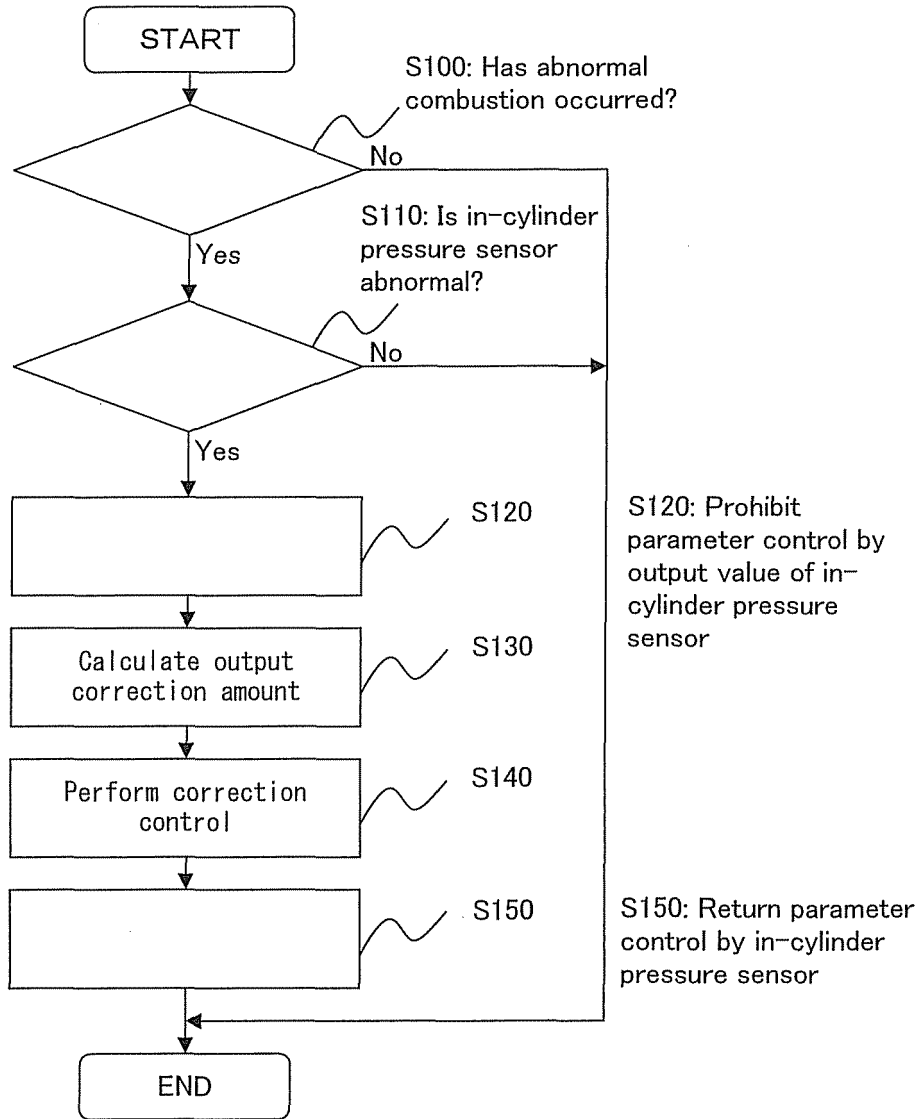 START
S100: Has abnormal
combustion occurred?
No
Yes
S110: Is in-cylinder
pressure sensor
abnormal?
No
Yes
S120
S120: Prohibit
parameter control by
output value of in-
cylinder pressure
sensor
Calculate output
correction amount
S130
Perform correction
control
S140
S150
S150: Return parameter
control by in-cylinder
pressure sensor
END